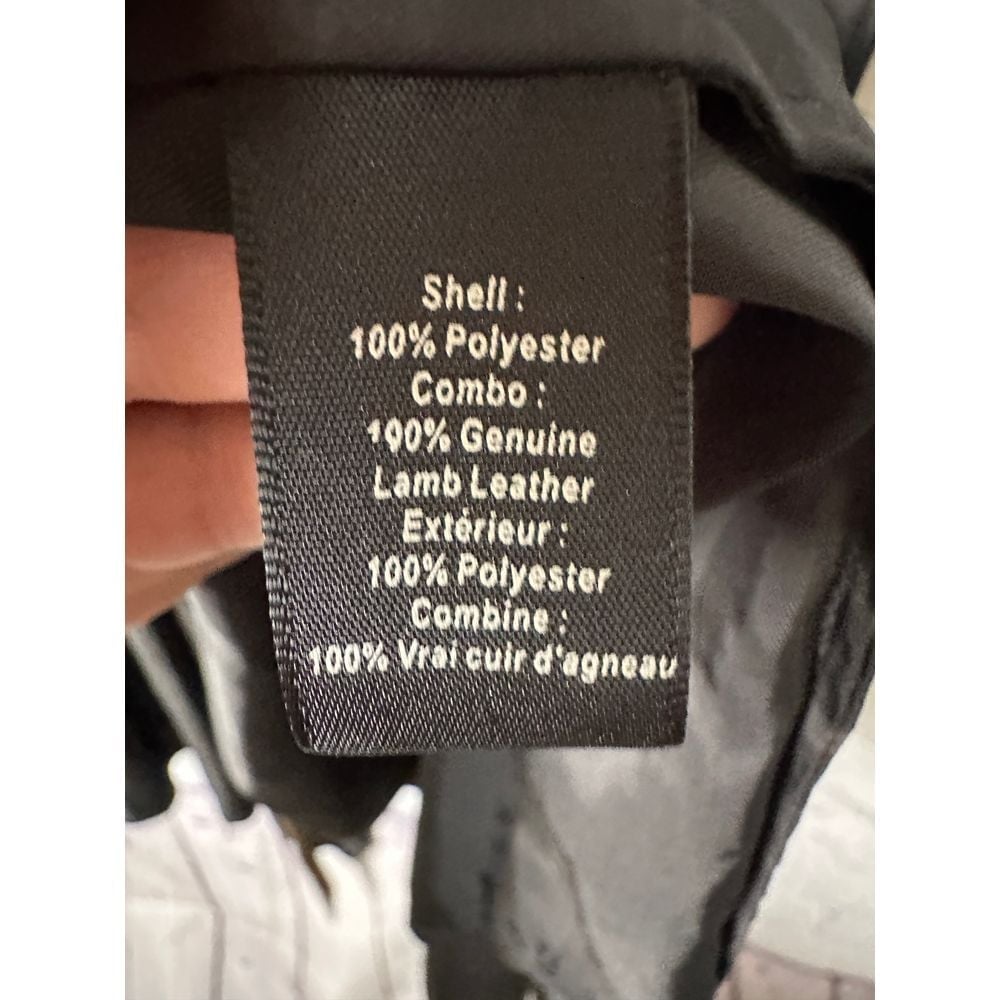 Shell :
100% Polyester
Combo :
100% Genuine
Lamb Leather
Extérieur :
100% Polyester
Combine :
100% Vrai cuir d'agneau